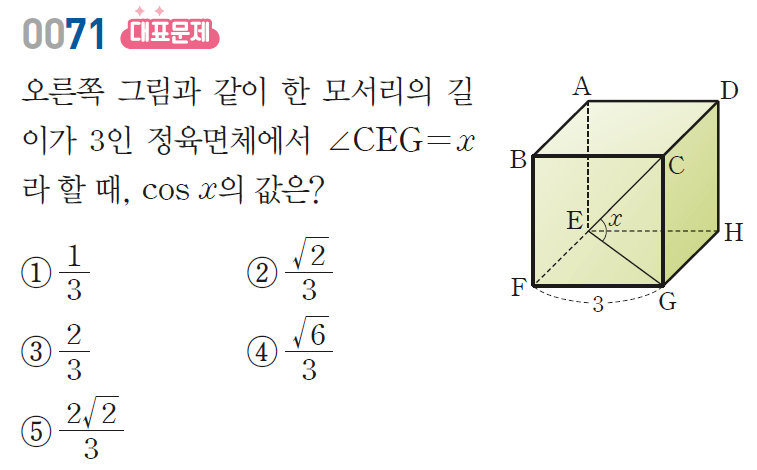 0071 대표문제
오른쪽 그림과 같이 한 모서리의 길
이가 3인 정육면체에서 ∠CEG=x
라 할 때, cos x의 값은?
① 1/3 ② √2/3
③ 2/3 ④ √6/3
⑤ 2√2/3
A D
B C
E x H
F G
3